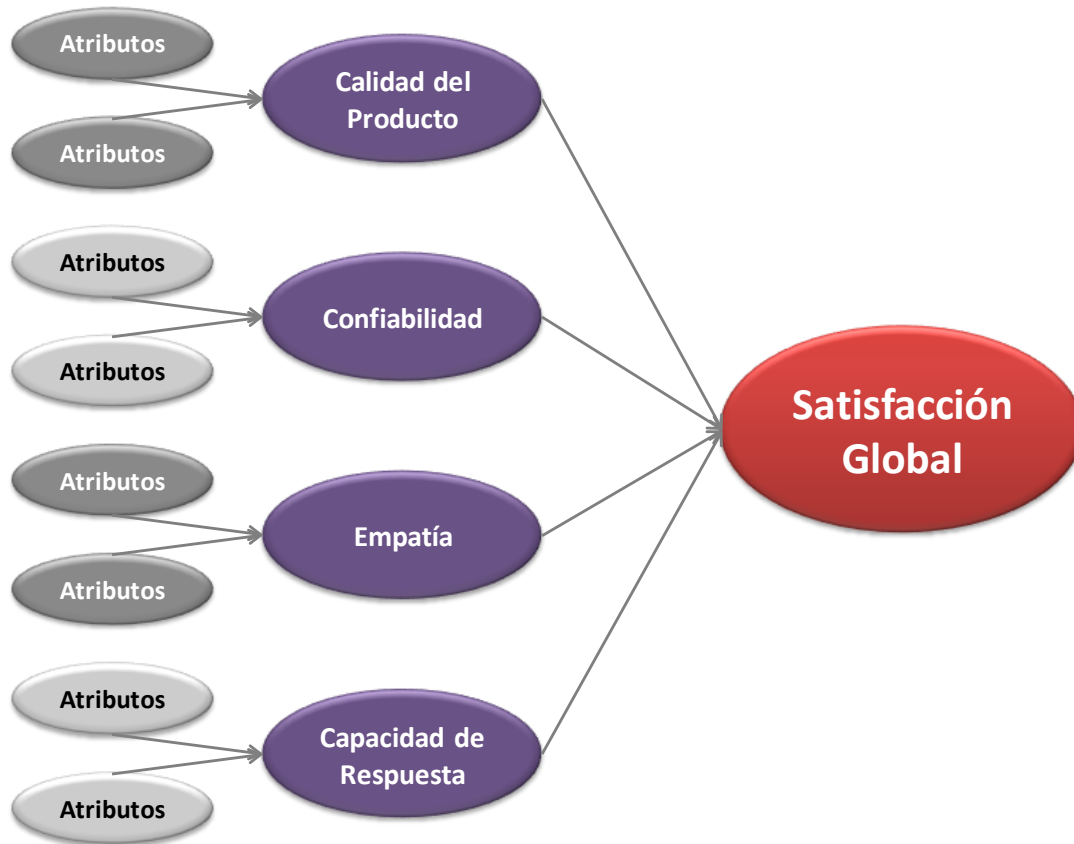 Atributos
Atributos
Calidad del
Producto
Atributos
Atributos
Confiabilidad
Atributos
Atributos
Empatía
Atributos
Atributos
Capacidad de
Respuesta
Satisfacción
Global